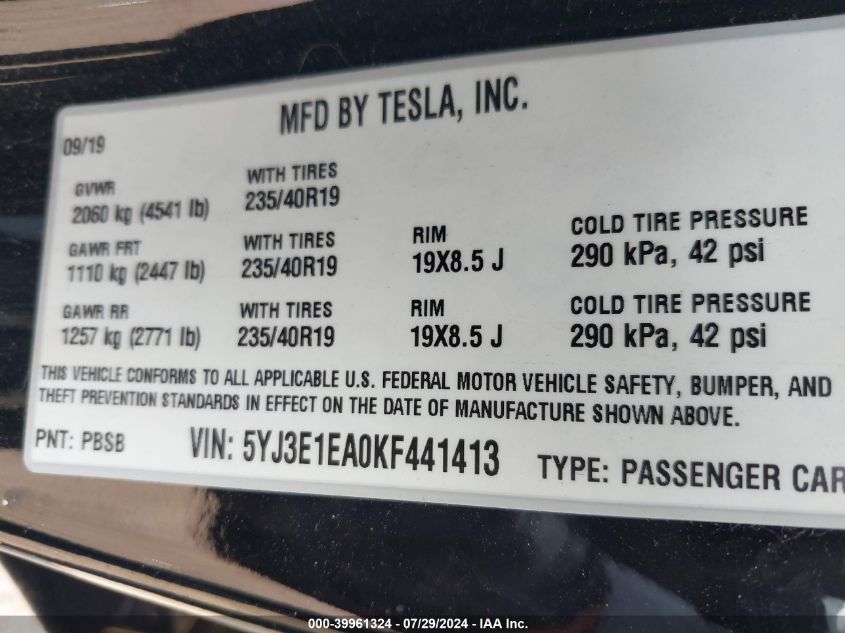 MFD BY TESLA, INC.
09/19
GVWR WITH TIRES
2060 kg (4541 lb) 235/40R19
GAWR FRT WITH TIRES RIM COLD TIRE PRESSURE
1110 kg (2447 lb) 235/40R19 19X8.5 J 290 kPa, 42 psi
GAWR RR WITH TIRES RIM COLD TIRE PRESSURE
1257 kg (2771 lb) 235/40R19 19X8.5 J 290 kPa, 42 psi
THIS VEHICLE CONFORMS TO ALL APPLICABLE U.S. FEDERAL MOTOR VEHICLE SAFETY, BUMPER, AND
THEFT PREVENTION STANDARDS IN EFFECT ON THE DATE OF MANUFACTURE SHOWN ABOVE.
PNT: PBSB VIN: 5YJ3E1EA0KF441413 TYPE: PASSENGER CAR
000-39961324 / 07/29/2024 - IAA Inc.